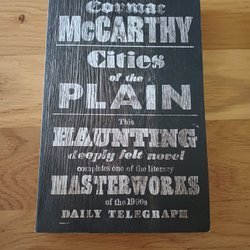 Cormac
McCARTHY
Cities
of the
PLAIN
This
HAUNTING
deeply felt novel
completes one of the literary
MASTERWORKS
of the 1990s
DAILY TELEGRAPH